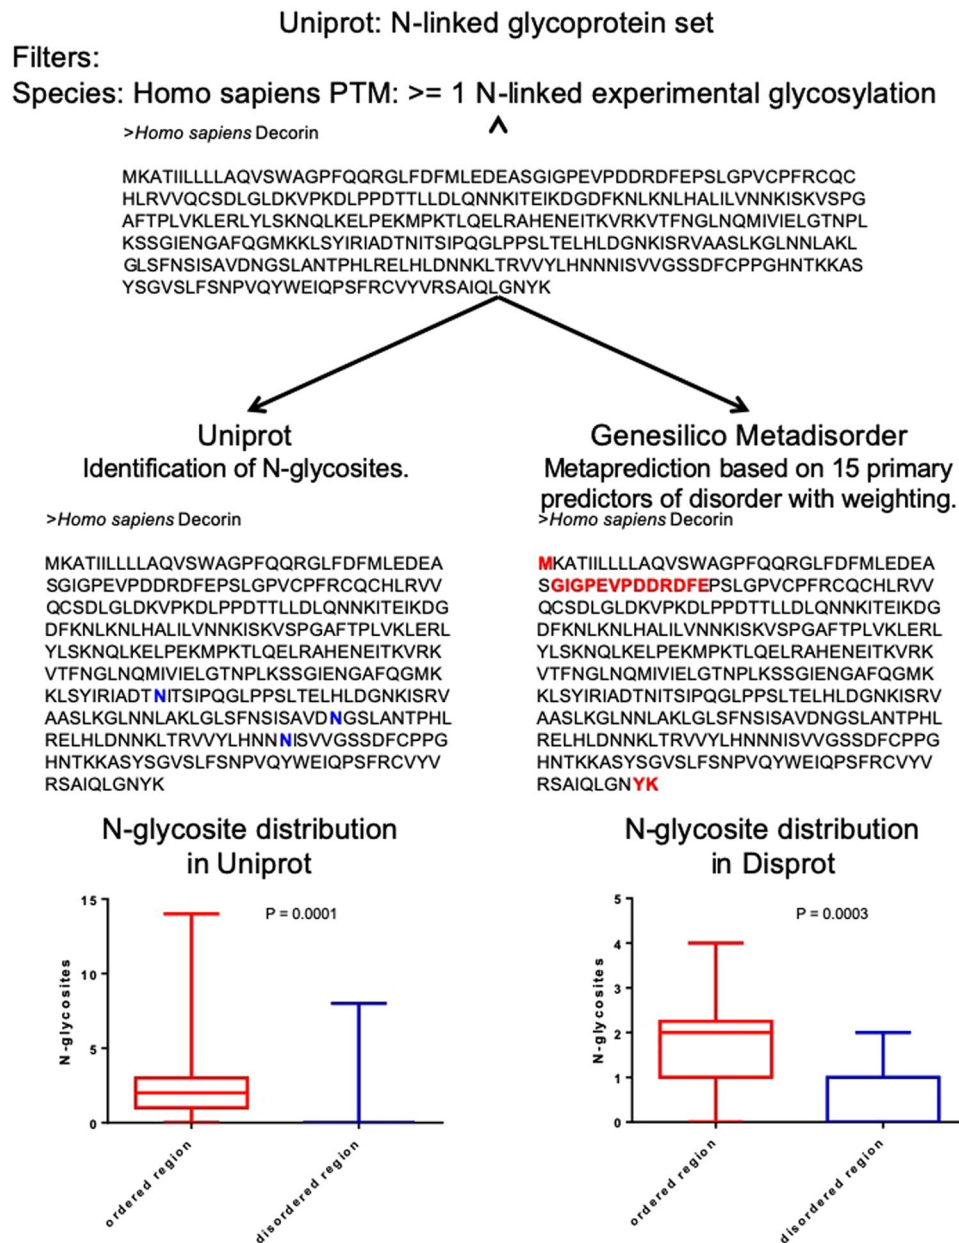 Uniprot: N-linked glycoprotein set
Filters:
Species: Homo sapiens PTM: >= 1 N-linked experimental glycosylation
>Homo sapiens Decorin
MKATIILLLLAQVSWAGPFQQRGLFDFMLEDEASGIGPEVPDDRDFEPSLGPVCPFRCQC
HLRVVQCSDLGLDKVPKDLPPDTTLLDLQNNKITEIKDGDFKNLKNLHALILVNNKISKVSPG
AFTPLVKLERLYLSKNQLKELPEKMPKTLQELRAHENEITKVRKVTFNGLNQMIVIELGTNPL
KSSGIENGAFQGMKKLSYIRIADTNITSIPQGLPPSLTELHLDGNKISRVAASLKGLNNLAKL
GLSFNSISAVDNGSLANTPHLRELHLDNNKLTRVVYLHNNNISVVGSSDFCPPGHNTKKAS
YSGVSLFSNPVQYWEIQPSFRCVYVRSAIQLGNYK
Uniprot
Identification of N-glycosites.
>Homo sapiens Decorin
MKATIILLLLAQVSWAGPFQQRGLFDFMLEDEA
SGIGPEVPDDRDFEPSLGPVCPFRCQCHLRVV
QCSDLGLDKVPKDLPPDTTLLDLQNNKITEIKDG
DFKNLKNLHALILVNNKISKVSPGAFTPLVKLERL
YLSKNQLKELPEKMPKTLQELRAHENEITKVRK
VTFNGLNQMIVIELGTNPLKSSGIENGAFQGMK
KLSYIRIADTNITSIPQGLPPSLTELHLDGNKISRV
AASLKGLNNLAKLGLSFNSISAVDNGSLANTPHL
RELHLDNNKLTRVVYLHNNNISVVGSSDFCPPG
HNTKKASYSGVSLFSNPVQYWEIQPSFRCVYV
RSAIQLGNYK
Genesilico Metadisorder
Metaprediction based on 15 primary
predictors of disorder with weighting.
>Homo sapiens Decorin
MKATIILLLLAQVSWAGPFQQRGLFDFMLEDEA
SGIGPEVPDDRDFEPSLGPVCPFRCQCHLRVV
QCSDLGLDKVPKDLPPDTTLLDLQNNKITEIKDG
DFKNLKNLHALILVNNKISKVSPGAFTPLVKLERL
YLSKNQLKELPEKMPKTLQELRAHENEITKVRK
VTFNGLNQMIVIELGTNPLKSSGIENGAFQGMK
KLSYIRIADTNITSIPQGLPPSLTELHLDGNKISRV
AASLKGLNNLAKLGLSFNSISAVDNGSLANTPHL
RELHLDNNKLTRVVYLHNNNISVVGSSDFCPPG
HNTKKASYSGVSLFSNPVQYWEIQPSFRCVYV
RSAIQLGNYK
N-glycosite distribution
in Uniprot
P = 0.0001
N-glycosites
15
10
5
0
ordered region
disordered region
N-glycosite distribution
in Disprot
P = 0.0003
N-glycosites
5
4
3
2
1
0
ordered region
disordered region